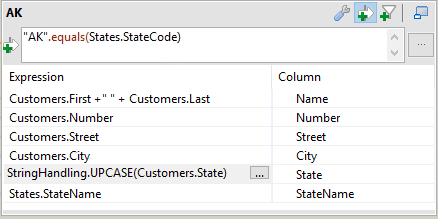 AK
"AK".equals(States.StateCode)
...
Expression Column
Customers.First +" " + Customers.Last Name
Customers.Number Number
Customers.Street Street
Customers.City City
StringHandling.UPCASE(Customers.State) ... State
States.StateName StateName